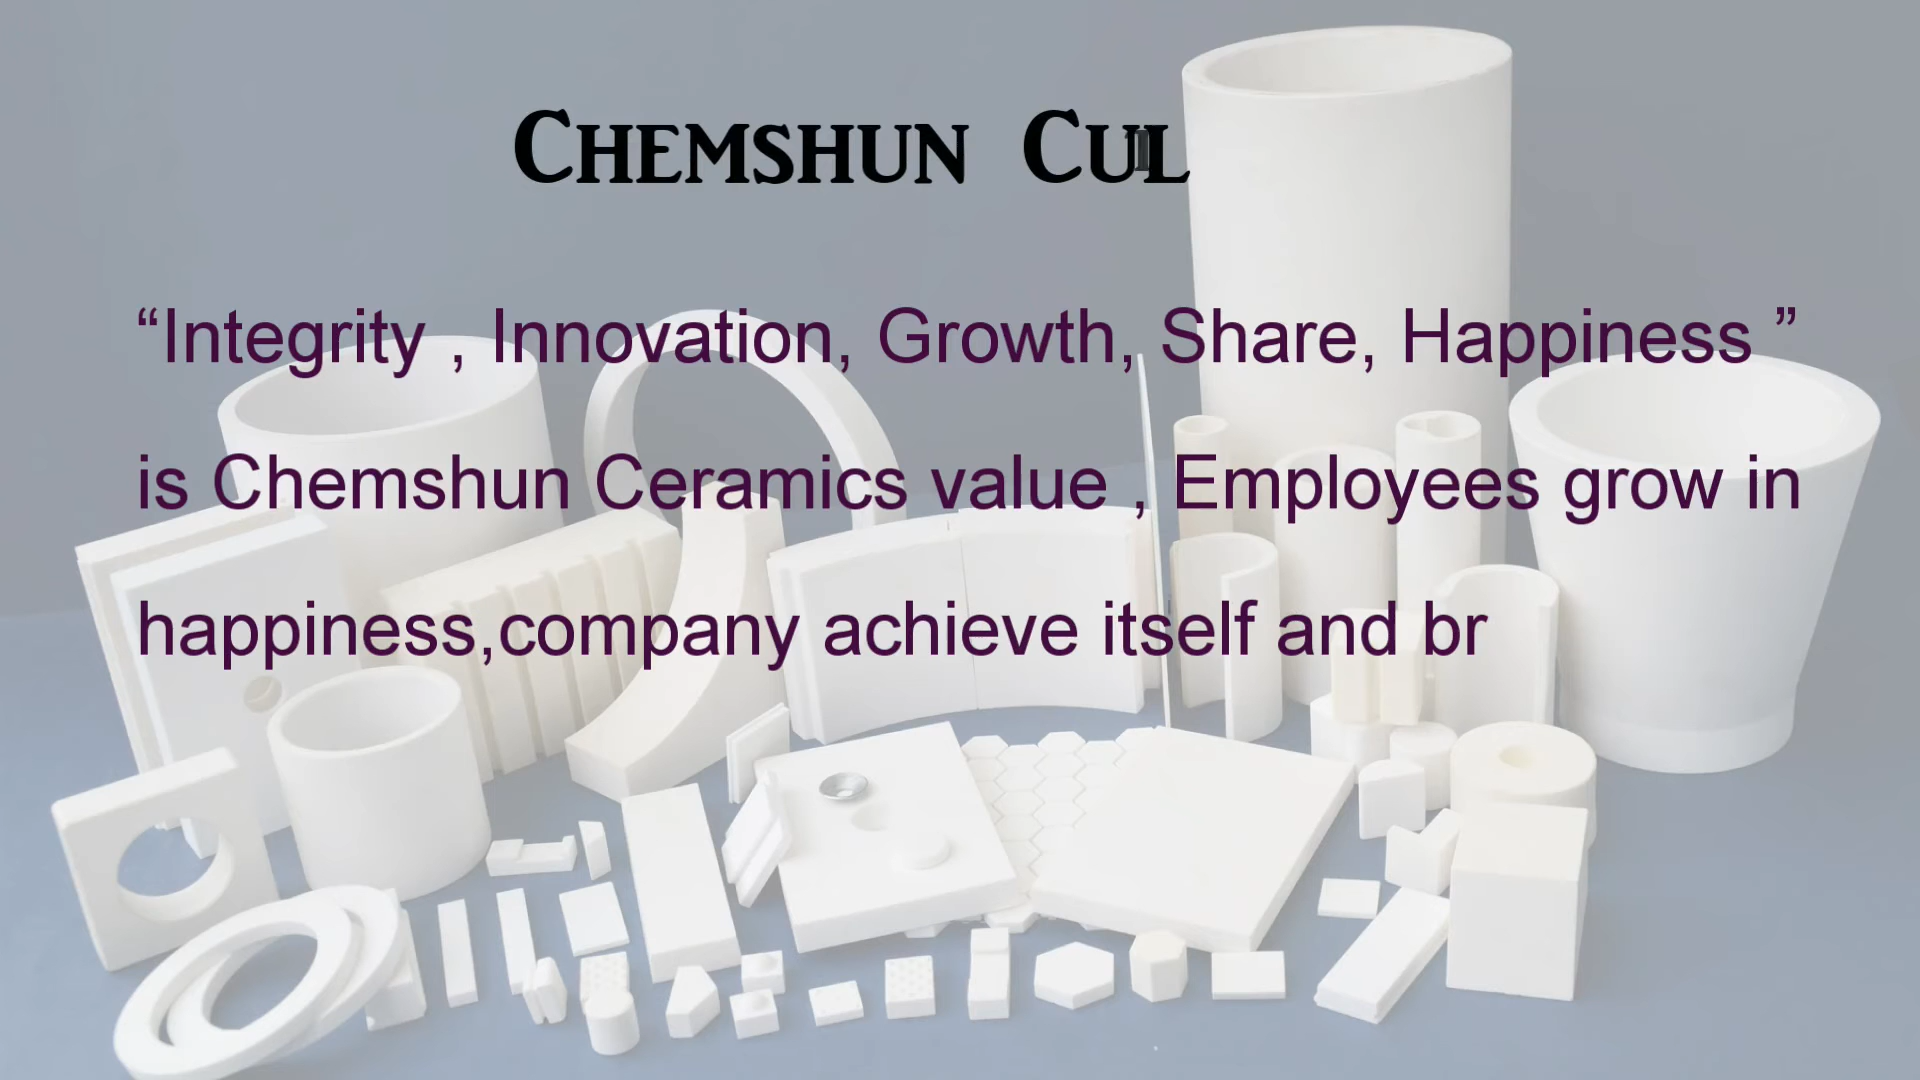 CHEMSHUN CUL
“Integrity , Innovation, Growth, Share, Happiness ”
is Chemshun Ceramics value , Employees grow in
happiness,company achieve itself and br